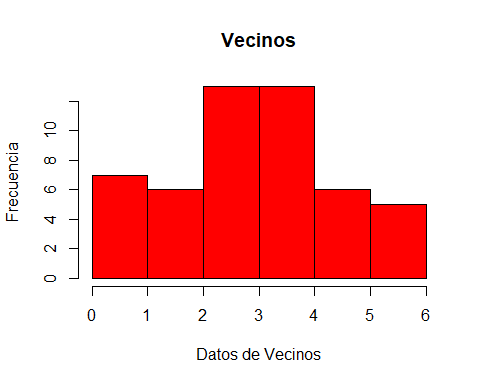 Vecinos
Frecuencia
0 2 4 6 8 10
0 1 2 3 4 5 6
Datos de Vecinos